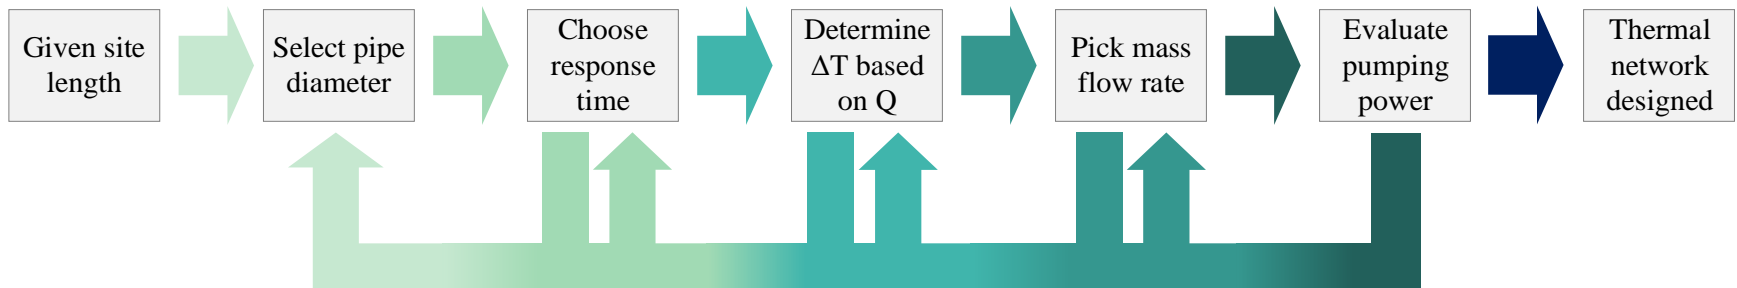 Given site
length
Select pipe
diameter
Choose
response
time
Determine
ΔT based
on Q
Pick mass
flow rate
Evaluate
pumping
power
Thermal
network
designed